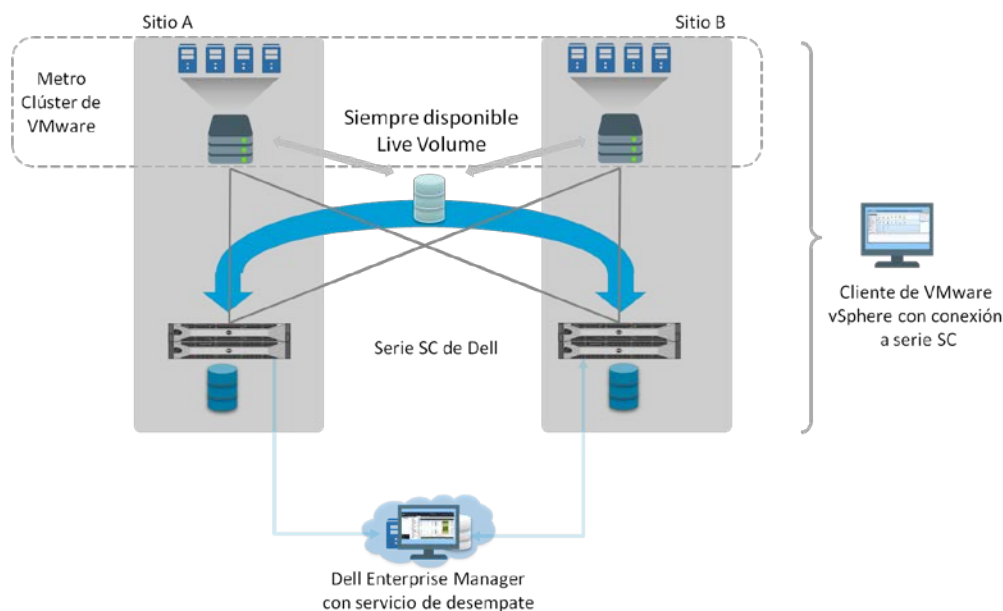 Sitio A
Sitio B
Metro
Clúster de
VMware
Siempre disponible
Live Volume
Cliente de VMware
vSphere con conexión
a serie SC
Serie SC de Dell
Dell Enterprise Manager
con servicio de desempate